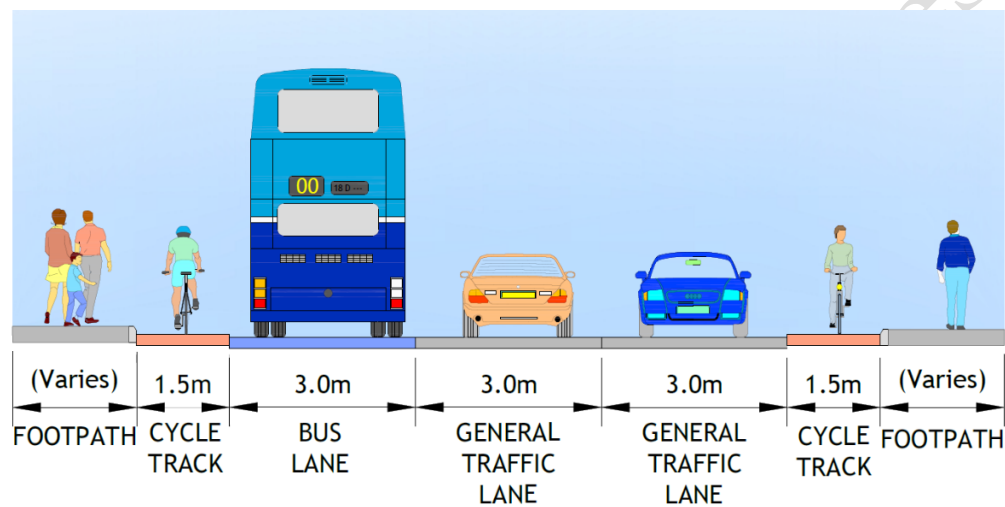 00
18 D ---
(Varies)
1.5m
3.0m
3.0m
3.0m
1.5m
(Varies)
FOOTPATH
CYCLE
TRACK
BUS
LANE
GENERAL
TRAFFIC
LANE
GENERAL
TRAFFIC
LANE
CYCLE
TRACK
FOOTPATH